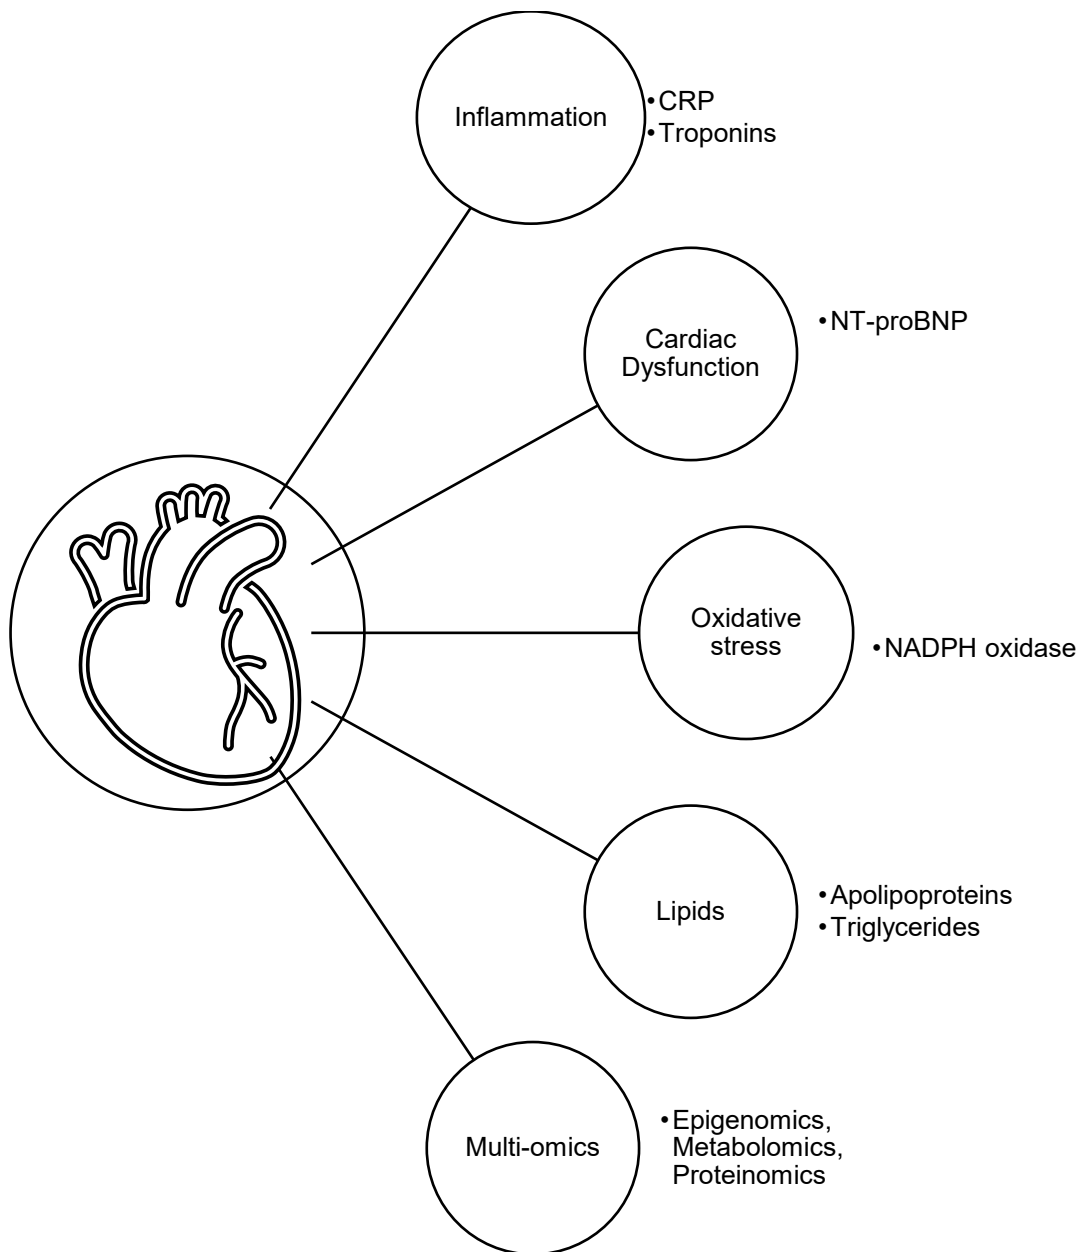 Inflammation
•CRP
•Troponins
Cardiac
Dysfunction
•NT-proBNP
Oxidative
stress
•NADPH oxidase
Lipids
•Apolipoproteins
•Triglycerides
Multi-omics
•Epigenomics,
Metabolomics,
Proteinomics